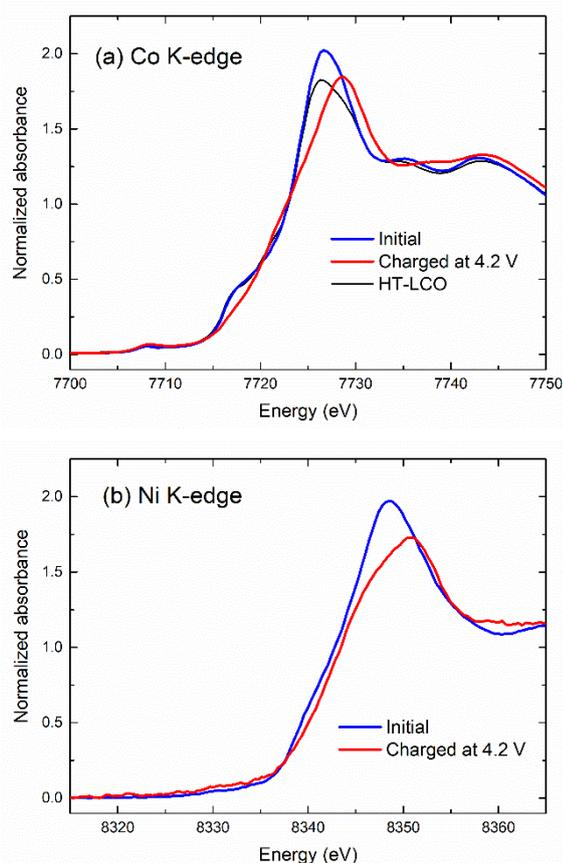 (a) Co K-edge
Normalized absorbance
2.0
1.5
1.0
0.5
0.0
Initial
Charged at 4.2 V
HT-LCO
7700 7710 7720 7730 7740 7750
Energy (eV)
(b) Ni K-edge
Normalized absorbance
2.0
1.5
1.0
0.5
0.0
Initial
Charged at 4.2 V
8320 8330 8340 8350 8360
Energy (eV)